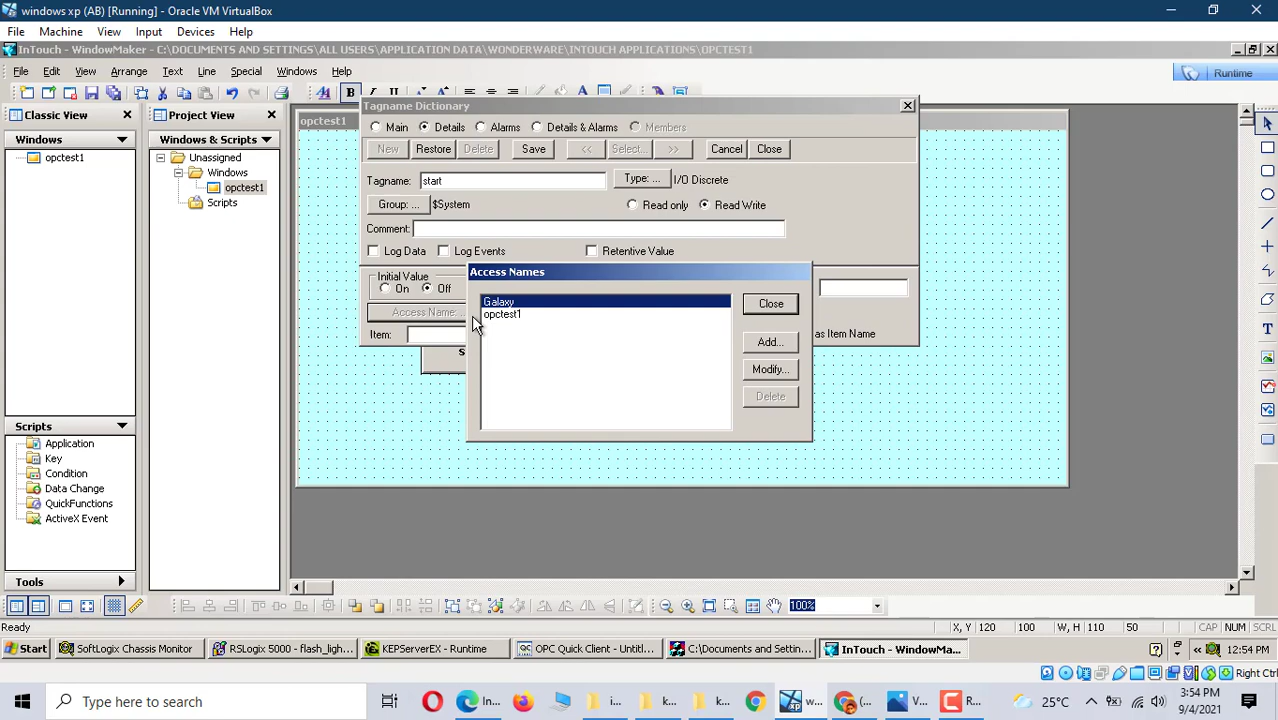 windows xp (AB) [Running] - Oracle VM VirtualBox
File Machine View Input Devices Help
InTouch - WindowMaker - C:\DOCUMENTS AND SETTINGS\ALL USERS\APPLICATION DATA\WONDERWARE\INTOUCH APPLICATIONS\OPCTEST1
File Edit View Arrange Text Line Special Windows Help
Runtime
Classic View
Project View
Windows
Windows & Scripts
opctest1
Unassigned
Windows
opctest1
Scripts
Scripts
Application
Key
Condition
Data Change
QuickFunctions
ActiveX Event
Tools
opctest1
Tagname Dictionary
Main Details Alarms Details & Alarms Members
New Restore Delete Save << Select... >> Cancel Close
Tagname: start Type: ... I/O Discrete
Group: ... $System Read only Read Write
Comment:
Log Data Log Events Retentive Value
Initial Value
On Off
Access Name: ..
Item:
as Item Name
Access Names
Galaxy
opctest1
Close
Add...
Modify...
Delete
100%
Ready
X, Y 120 100 W, H 110 50 CAP NUM SCRL
Start SoftLogix Chassis Monitor RSLogix 5000 - flash_ligh... KEPServerEX - Runtime OPC Quick Client - Untitl... C:\Documents and Settin... InTouch - WindowMa... 12:54 PM
Right Ctrl
Type here to search
In...
i...
k...
k...
w...
(...
V...
R...
25°C
3:54 PM
9/4/2021